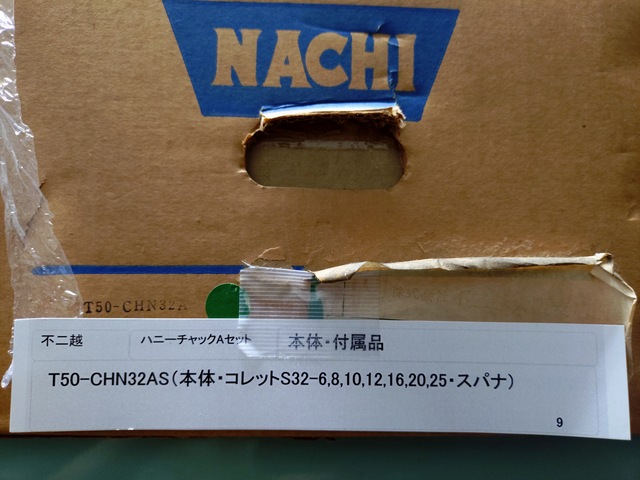 NACHI
T50-CHN32A
不二越 ハニーチャックAセット 本体・付属品
T50-CHN32AS(本体・コレットS32-6,8,10,12,16,20,25・スパナ)
9